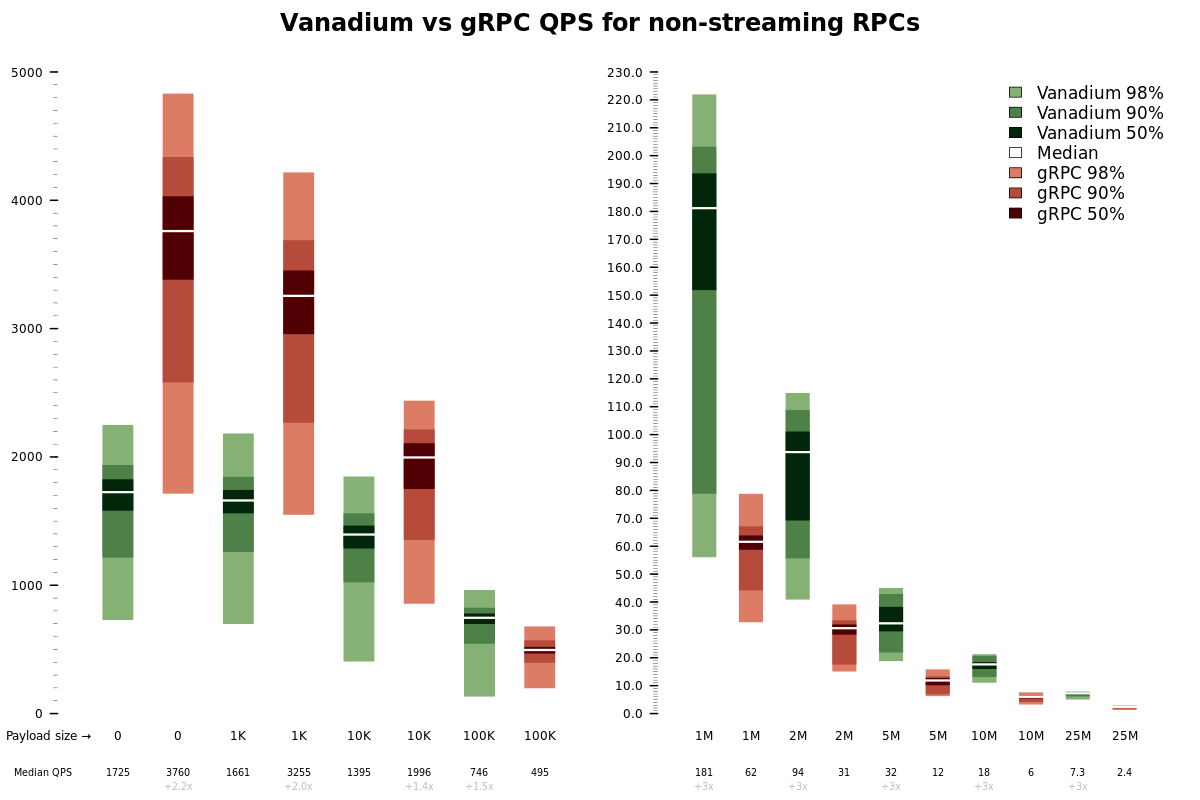 Vanadium vs gRPC QPS for non-streaming RPCs
5000
4000
3000
2000
1000
0
230.0
220.0
210.0
200.0
190.0
180.0
170.0
160.0
150.0
140.0
130.0
120.0
110.0
100.0
90.0
80.0
70.0
60.0
50.0
40.0
30.0
20.0
10.0
0.0
Vanadium 98%
Vanadium 90%
Vanadium 50%
Median
gRPC 98%
gRPC 90%
gRPC 50%
Payload size → 0 0 1K 1K 10K 10K 100K 100K 1M 1M 2M 2M 5M 5M 10M 10M 25M 25M
Median QPS 1725 3760 1661 3255 1395 1996 746 495 181 62 94 31 32 12 18 6 7.3 2.4
+2.2x +2.0x +1.4x +1.5x +3x +3x +3x +3x +3x